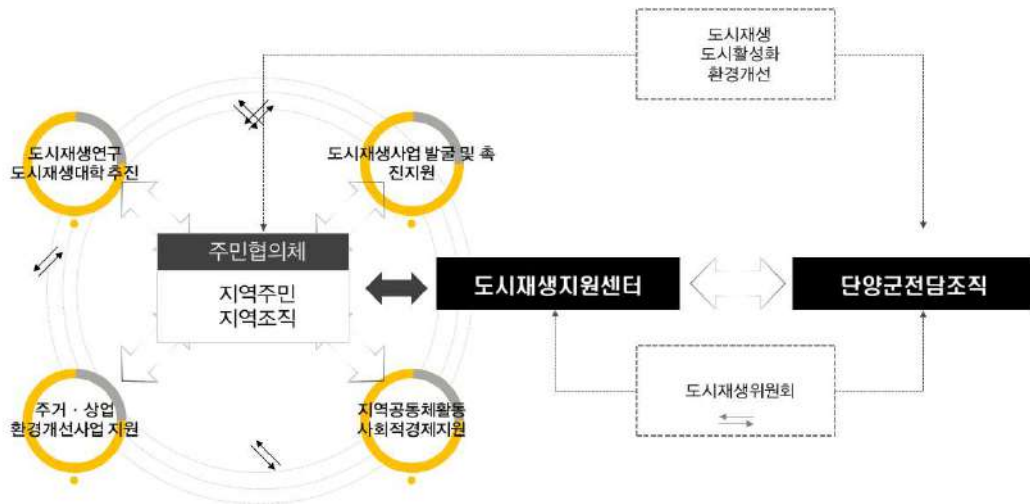 도시재생
도시활성화
환경개선
도시재생연구
도시재생대학 추진
도시재생사업 발굴 및 촉
진지원
주민협의체
지역주민
지역조직
도시재생지원센터
단양군전담조직
주거 · 상업
환경개선사업 지원
지역공동체활동
사회적경제지원
도시재생위원회